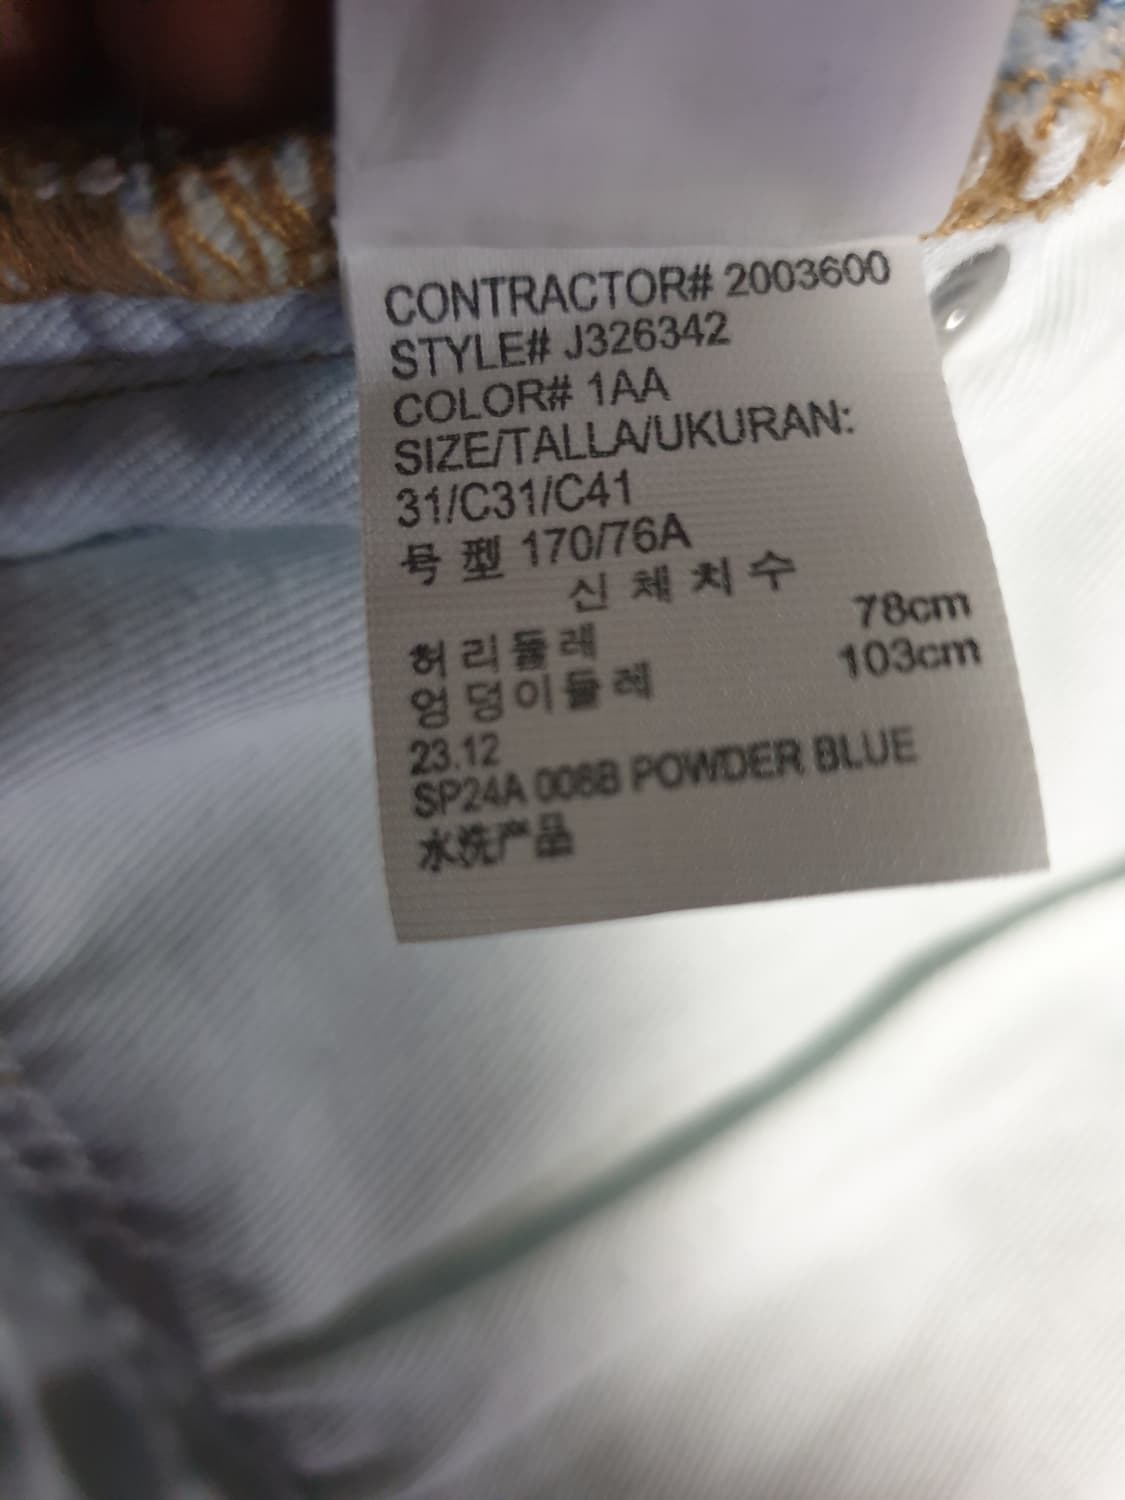 CONTRACTOR# 2003600
STYLE# J326342
COLOR# 1AA
SIZE/TALLA/UKURAN:
31/C31/C41
号 型 170/76A
신 체 치 수
허 리 둘 레 78cm
엉 덩 이 둘 레 103cm
23.12
SP24A 008B POWDER BLUE
水洗产品